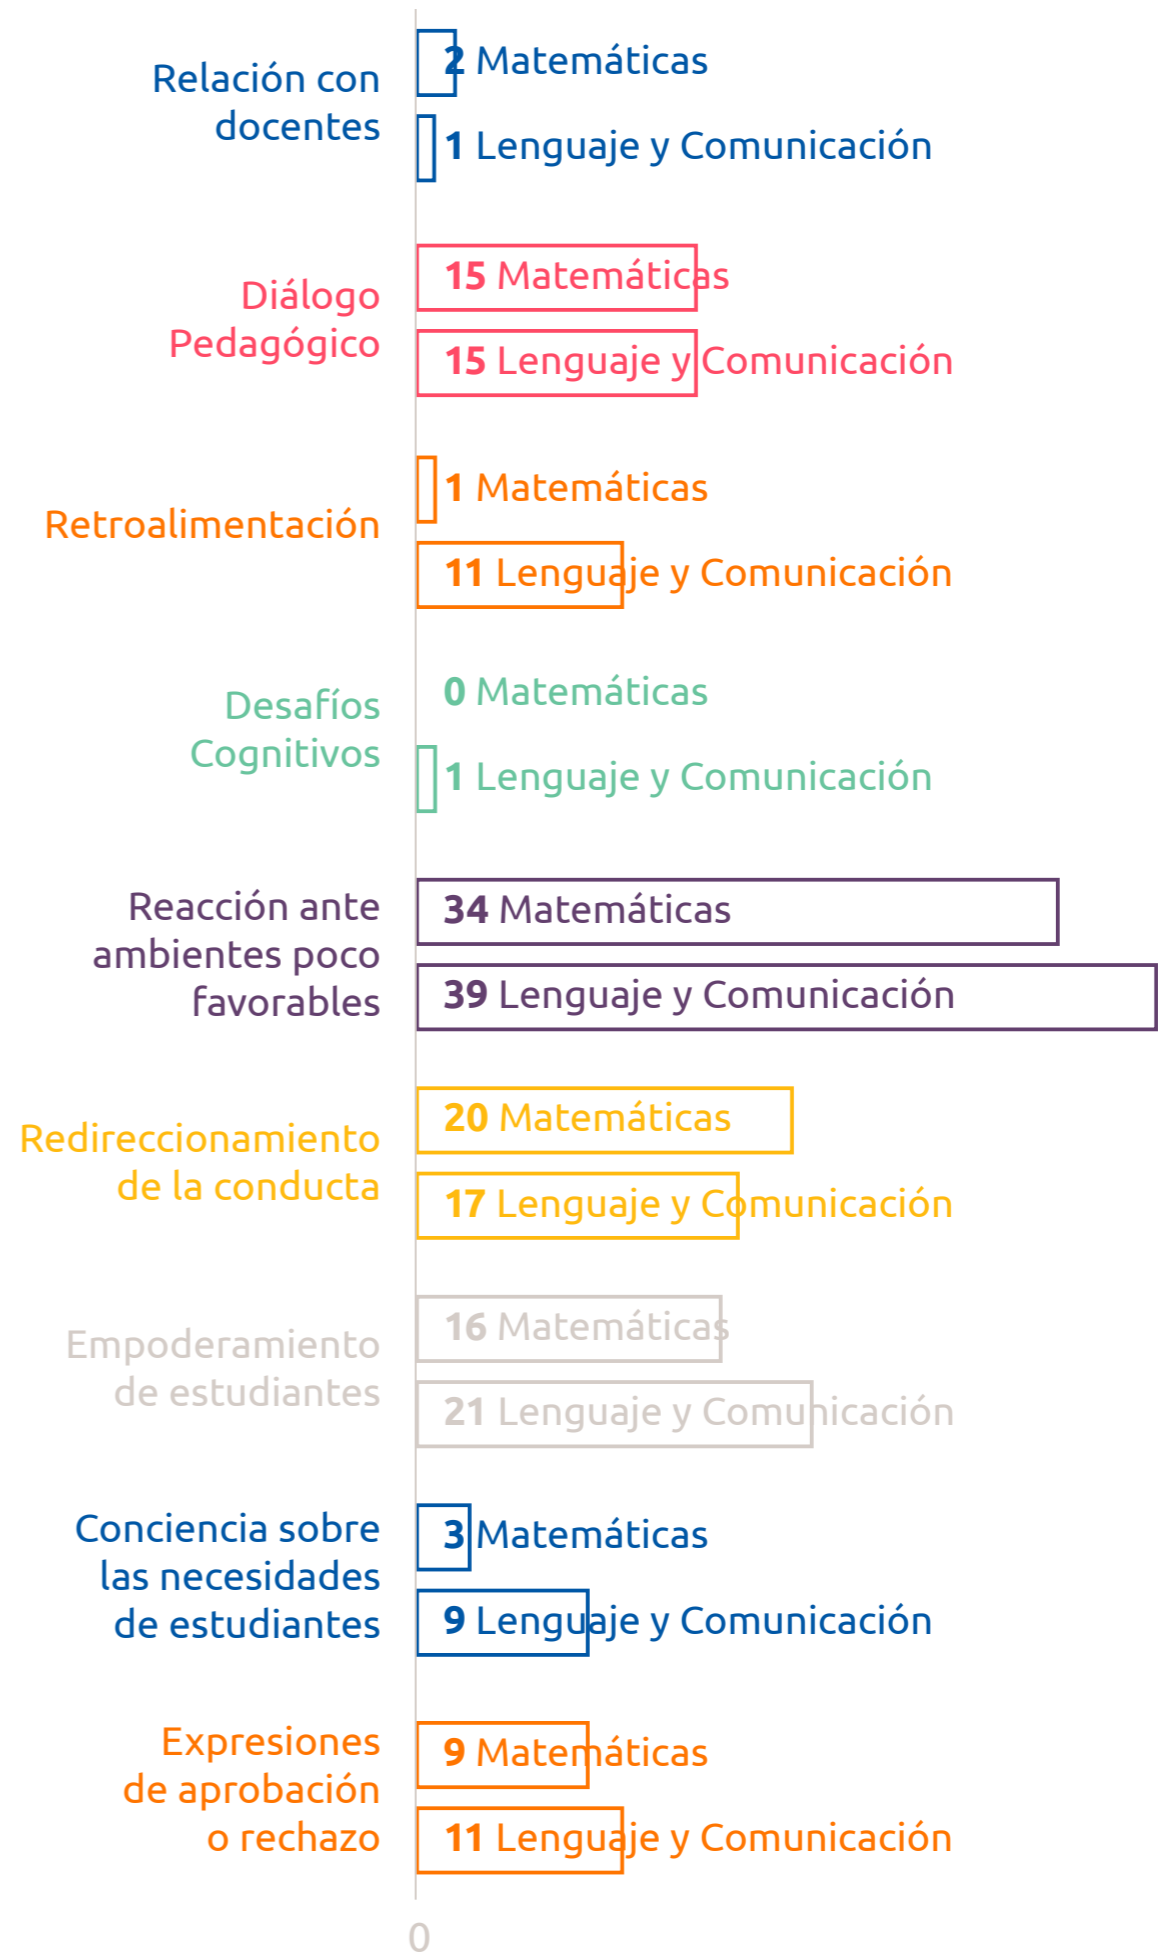 Relación con
docentes
2 Matemáticas
1 Lenguaje y Comunicación
Diálogo
Pedagógico
15 Matemáticas
15 Lenguaje y Comunicación
Retroalimentación
1 Matemáticas
11 Lenguaje y Comunicación
Desafíos
Cognitivos
0 Matemáticas
1 Lenguaje y Comunicación
Reacción ante
ambientes poco
favorables
34 Matemáticas
39 Lenguaje y Comunicación
Redireccionamiento
de la conducta
20 Matemáticas
17 Lenguaje y Comunicación
Empoderamiento
de estudiantes
16 Matemáticas
21 Lenguaje y Comunicación
Conciencia sobre
las necesidades
de estudiantes
3 Matemáticas
9 Lenguaje y Comunicación
Expresiones
de aprobación
o rechazo
9 Matemáticas
11 Lenguaje y Comunicación
0